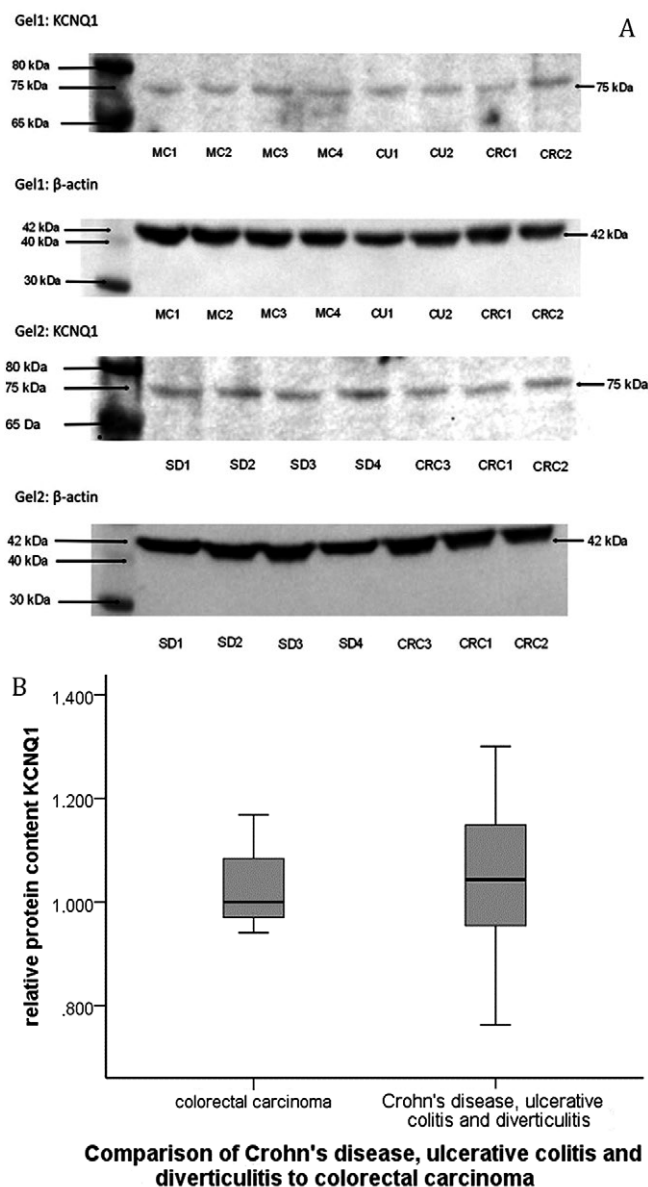 Gel1: KCNQ1
A
80 kDa
75 kDa
75 kDa
65 kDa
MC1 MC2 MC3 MC4 CU1 CU2 CRC1 CRC2
Gel1: β-actin
42 kDa
42 kDa
40 kDa
30 kDa
MC1 MC2 MC3 MC4 CU1 CU2 CRC1 CRC2
Gel2: KCNQ1
80 kDa
75 kDa
75 kDa
65 Da
SD1 SD2 SD3 SD4 CRC3 CRC1 CRC2
Gel2: β-actin
42 kDa
42 kDa
40 kDa
30 kDa
SD1 SD2 SD3 SD4 CRC3 CRC1 CRC2
B
relative protein content KCNQ1
1.400
1.200
1.000
.800
colorectal carcinoma
Crohn's disease, ulcerative
colitis and diverticulitis
Comparison of Crohn's disease, ulcerative colitis and
diverticulitis to colorectal carcinoma